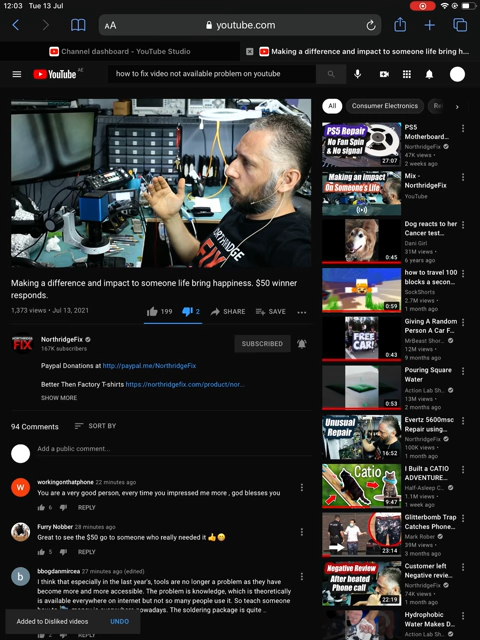 12:03 Tue 13 Jul
AA
youtube.com
Channel dashboard - YouTube Studio
Making a difference and impact to someone life bring h...
YouTube
AE
how to fix video not available problem on youtube
NORTHRIDGE
FIX
Making a difference and impact to someone life bring happiness. $50 winner
responds.
1,373 views • Jul 13, 2021
199
2
SHARE
SAVE
FIX
NorthridgeFix
167K subscribers
SUBSCRIBED
Paypal Donations at http://paypal.me/NorthridgeFix
Better Then Factory T-shirts https://northridgefix.com/product/nor...
SHOW MORE
94 Comments
SORT BY
Add a public comment...
w
workingonthatphone 22 minutes ago
You are a very good person, every time you impressed me more , god blesses you
6
REPLY
Furry Nobber 28 minutes ago
Great to see the $50 go to someone who really needed it 👍😊
5
REPLY
b
bbogdanmircea 27 minutes ago (edited)
I think that especially in the last year's, tools are no longer a problem as they have
become more and more accessible. The problem is knowledge, which is theoretically
is available everywhere on internet but not so many people use it. So teach someone
nowadays. The soldering package is quite ..
Added to Disliked videos
UNDO
2
REPLY
All
Consumer Electronics
Re
PS5 Repair
No Fan Spin
& No signal
27:07
PS5
Motherboard...
NorthridgeFix
47K views •
2 weeks ago
Making an impact
On Someone's Life
Mix -
NorthridgeFix
YouTube
0:45
Dog reacts to her
Cancer test...
Dani Girl
31M views •
6 years ago
0:59
how to travel 100
blocks a secon...
SockShorts
2.7M views •
1 month ago
FREE
CAR!
0:43
Giving A Random
Person A Car F...
MrBeast Shor...
12M views •
9 months ago
0:53
Pouring Square
Water
Action Lab Sh...
13M views •
2 months ago
Unusual
Repair
16:52
Evertz 5600msc
Repair using...
NorthridgeFix
100K views •
1 month ago
Catio
9:47
I Built a CATIO
ADVENTURE...
Half-Asleep C...
1.1M views •
1 week ago
23:14
Glitterbomb Trap
Catches Phone...
Mark Rober
39M views •
3 months ago
Negative Review
After heated
Phone call
22:19
Customer left
Negative revie...
NorthridgeFix
74K views •
1 month ago
Hydrophobic
Water Makes D...
Action Lab Sh...